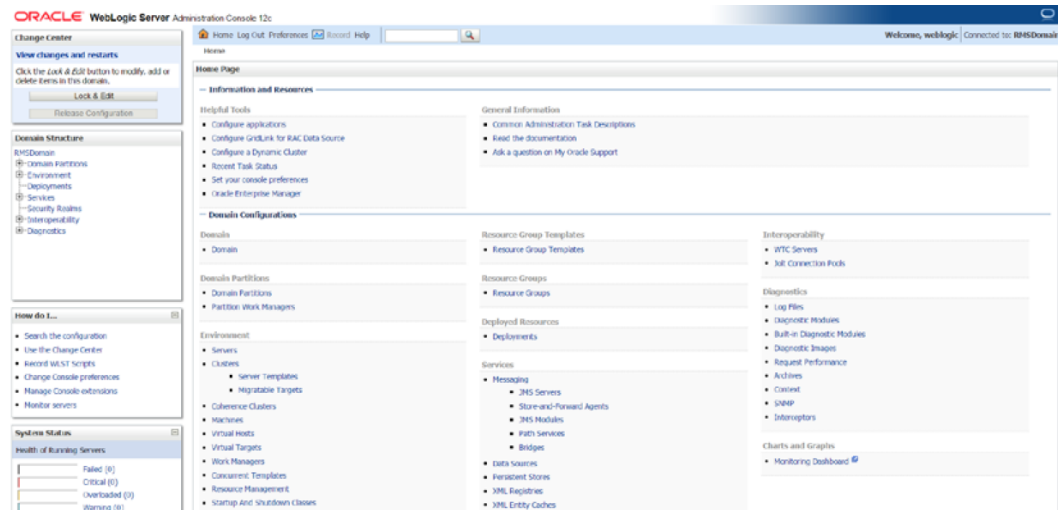 ORACLE WebLogic Server Administration Console 12c
Change Center
View changes and restarts
Click the Lock & Edit button to modify, add or
delete items in this domain.
Lock & Edit
Release Configuration
Domain Structure
RMSDomain
Domain Partitions
Environment
Deployments
Services
Security Realms
Interoperability
Diagnostics
How do I...
Search the configuration
Use the Change Center
Record WLST Scripts
Change Console preferences
Manage Console extensions
Monitor servers
System Status
Health of Running Servers
Failed (0)
Critical (0)
Overloaded (0)
Warning (0)
Home Log Out Preferences Record Help
Welcome, weblogic Connected to: RMSDomain
Home
Home Page
Information and Resources
Helpful Tools
Configure applications
Configure GridLink for RAC Data Source
Configure a Dynamic Cluster
Recent Task Status
Set your console preferences
Oracle Enterprise Manager
General Information
Common Administration Task Descriptions
Read the documentation
Ask a question on My Oracle Support
Domain Configurations
Domain
Domain
Domain Partitions
Domain Partitions
Partition Work Managers
Environment
Servers
Clusters
Server Templates
Migratable Targets
Coherence Clusters
Machines
Virtual Hosts
Virtual Targets
Work Managers
Concurrent Templates
Resource Management
Startup And Shutdown Classes
Resource Group Templates
Resource Group Templates
Resource Groups
Resource Groups
Deployed Resources
Deployments
Services
Messaging
JMS Servers
Store-and-Forward Agents
JMS Modules
Path Services
Bridges
Data Sources
Persistent Stores
XML Registries
XML Entity Caches
Interoperability
WTC Servers
Jolt Connection Pools
Diagnostics
Log Files
Diagnostic Modules
Built-in Diagnostic Modules
Diagnostic Images
Request Performance
Archives
Context
SNMP
Interceptors
Charts and Graphs
Monitoring Dashboard